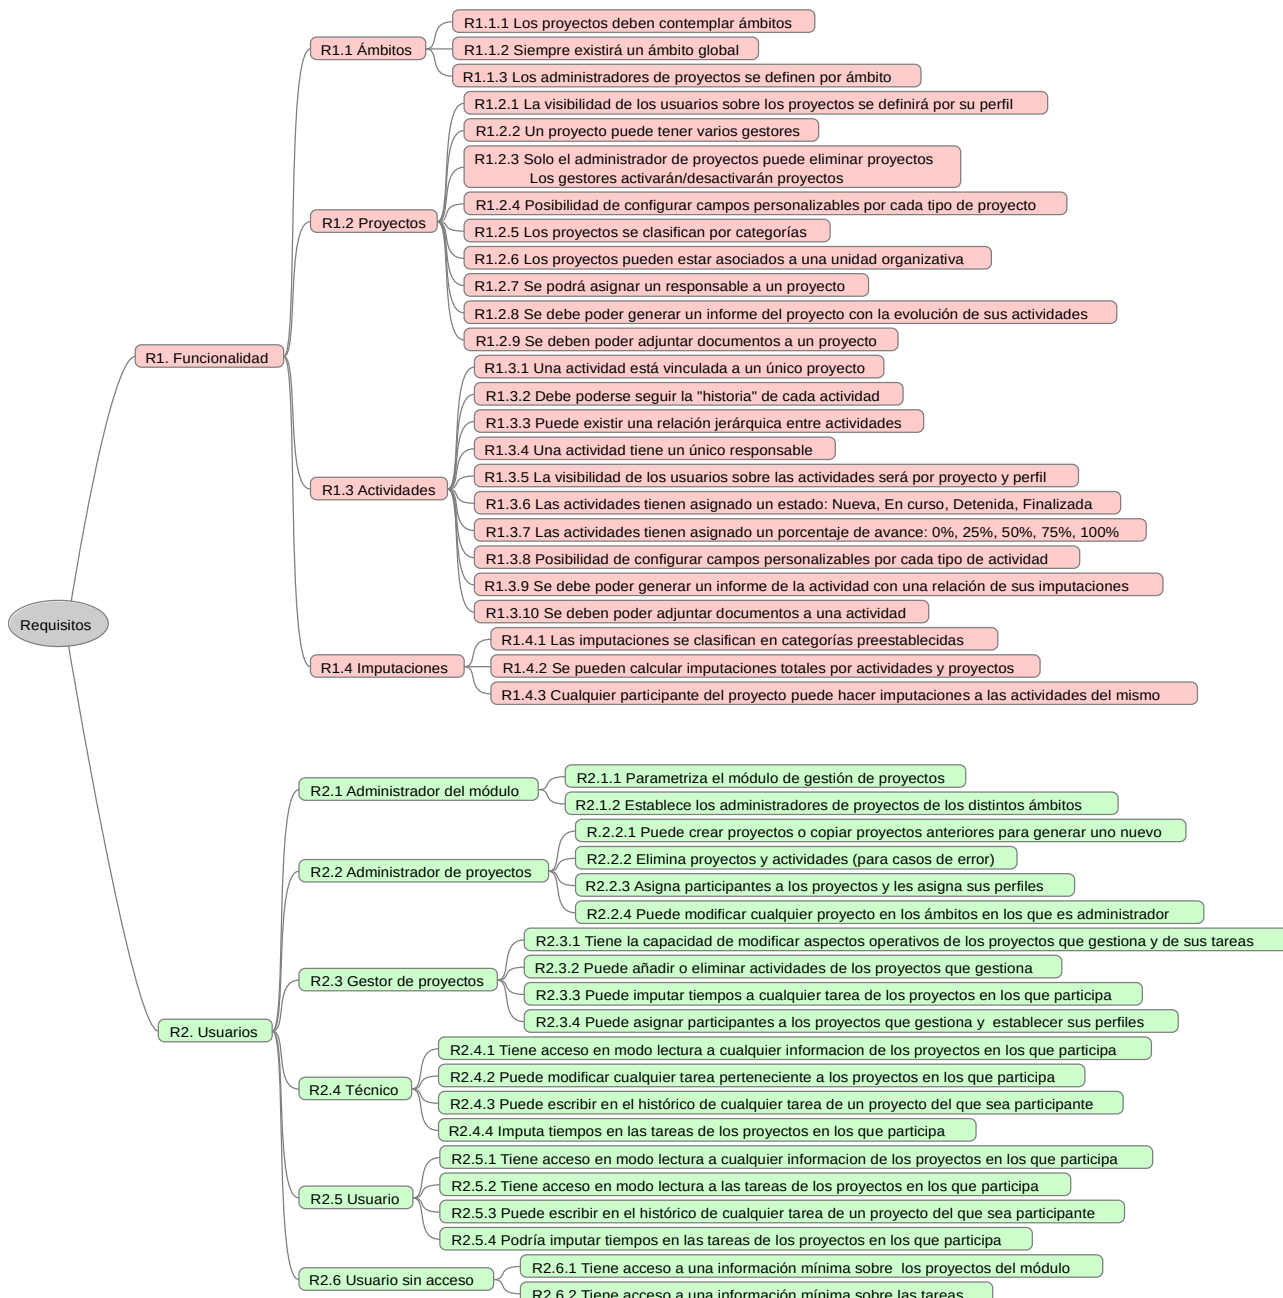 Requisitos
R1. Funcionalidad
R1.1 Ámbitos
R1.1.1 Los proyectos deben contemplar ámbitos
R1.1.2 Siempre existirá un ámbito global
R1.1.3 Los administradores de proyectos se definen por ámbito
R1.2 Proyectos
R1.2.1 La visibilidad de los usuarios sobre los proyectos se definirá por su perfil
R1.2.2 Un proyecto puede tener varios gestores
R1.2.3 Solo el administrador de proyectos puede eliminar proyectos
Los gestores activarán/desactivarán proyectos
R1.2.4 Posibilidad de configurar campos personalizables por cada tipo de proyecto
R1.2.5 Los proyectos se clasifican por categorías
R1.2.6 Los proyectos pueden estar asociados a una unidad organizativa
R1.2.7 Se podrá asignar un responsable a un proyecto
R1.2.8 Se debe poder generar un informe del proyecto con la evolución de sus actividades
R1.2.9 Se deben poder adjuntar documentos a un proyecto
R1.3 Actividades
R1.3.1 Una actividad está vinculada a un único proyecto
R1.3.2 Debe poderse seguir la "historia" de cada actividad
R1.3.3 Puede existir una relación jerárquica entre actividades
R1.3.4 Una actividad tiene un único responsable
R1.3.5 La visibilidad de los usuarios sobre las actividades será por proyecto y perfil
R1.3.6 Las actividades tienen asignado un estado: Nueva, En curso, Detenida, Finalizada
R1.3.7 Las actividades tienen asignado un porcentaje de avance: 0%, 25%, 50%, 75%, 100%
R1.3.8 Posibilidad de configurar campos personalizables por cada tipo de actividad
R1.3.9 Se debe poder generar un informe de la actividad con una relación de sus imputaciones
R1.3.10 Se deben poder adjuntar documentos a una actividad
R1.4 Imputaciones
R1.4.1 Las imputaciones se clasifican en categorías preestablecidas
R1.4.2 Se pueden calcular imputaciones totales por actividades y proyectos
R1.4.3 Cualquier participante del proyecto puede hacer imputaciones a las actividades del mismo
R2. Usuarios
R2.1 Administrador del módulo
R2.1.1 Parametriza el módulo de gestión de proyectos
R2.1.2 Establece los administradores de proyectos de los distintos ámbitos
R2.2 Administrador de proyectos
R.2.2.1 Puede crear proyectos o copiar proyectos anteriores para generar uno nuevo
R2.2.2 Elimina proyectos y actividades (para casos de error)
R2.2.3 Asigna participantes a los proyectos y les asigna sus perfiles
R2.2.4 Puede modificar cualquier proyecto en los ámbitos en los que es administrador
R2.3 Gestor de proyectos
R2.3.1 Tiene la capacidad de modificar aspectos operativos de los proyectos que gestiona y de sus tareas
R2.3.2 Puede añadir o eliminar actividades de los proyectos que gestiona
R2.3.3 Puede imputar tiempos a cualquier tarea de los proyectos en los que participa
R2.3.4 Puede asignar participantes a los proyectos que gestiona y  establecer sus perfiles
R2.4 Técnico
R2.4.1 Tiene acceso en modo lectura a cualquier informacion de los proyectos en los que participa
R2.4.2 Puede modificar cualquier tarea perteneciente a los proyectos en los que participa
R2.4.3 Puede escribir en el histórico de cualquier tarea de un proyecto del que sea participante
R2.4.4 Imputa tiempos en las tareas de los proyectos en los que participa
R2.5 Usuario
R2.5.1 Tiene acceso en modo lectura a cualquier informacion de los proyectos en los que participa
R2.5.2 Tiene acceso en modo lectura a las tareas de los proyectos en los que participa
R2.5.3 Puede escribir en el histórico de cualquier tarea de un proyecto del que sea participante
R2.5.4 Podría imputar tiempos en las tareas de los proyectos en los que participa
R2.6 Usuario sin acceso
R2.6.1 Tiene acceso a una información mínima sobre  los proyectos del módulo
R2.6.2 Tiene acceso a una información mínima sobre las tareas